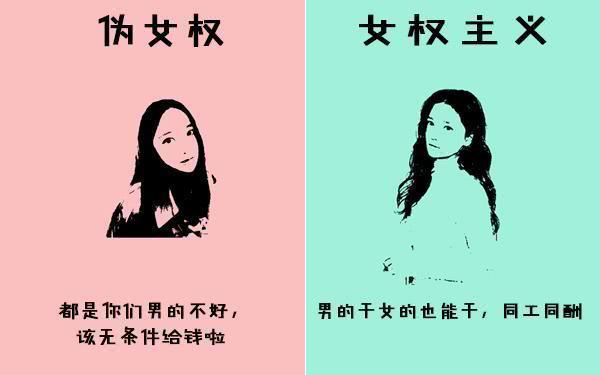 伪女权
都是你们男的不好，
该无条件给钱啦
女权主义
男的干女的也能干，同工同酬